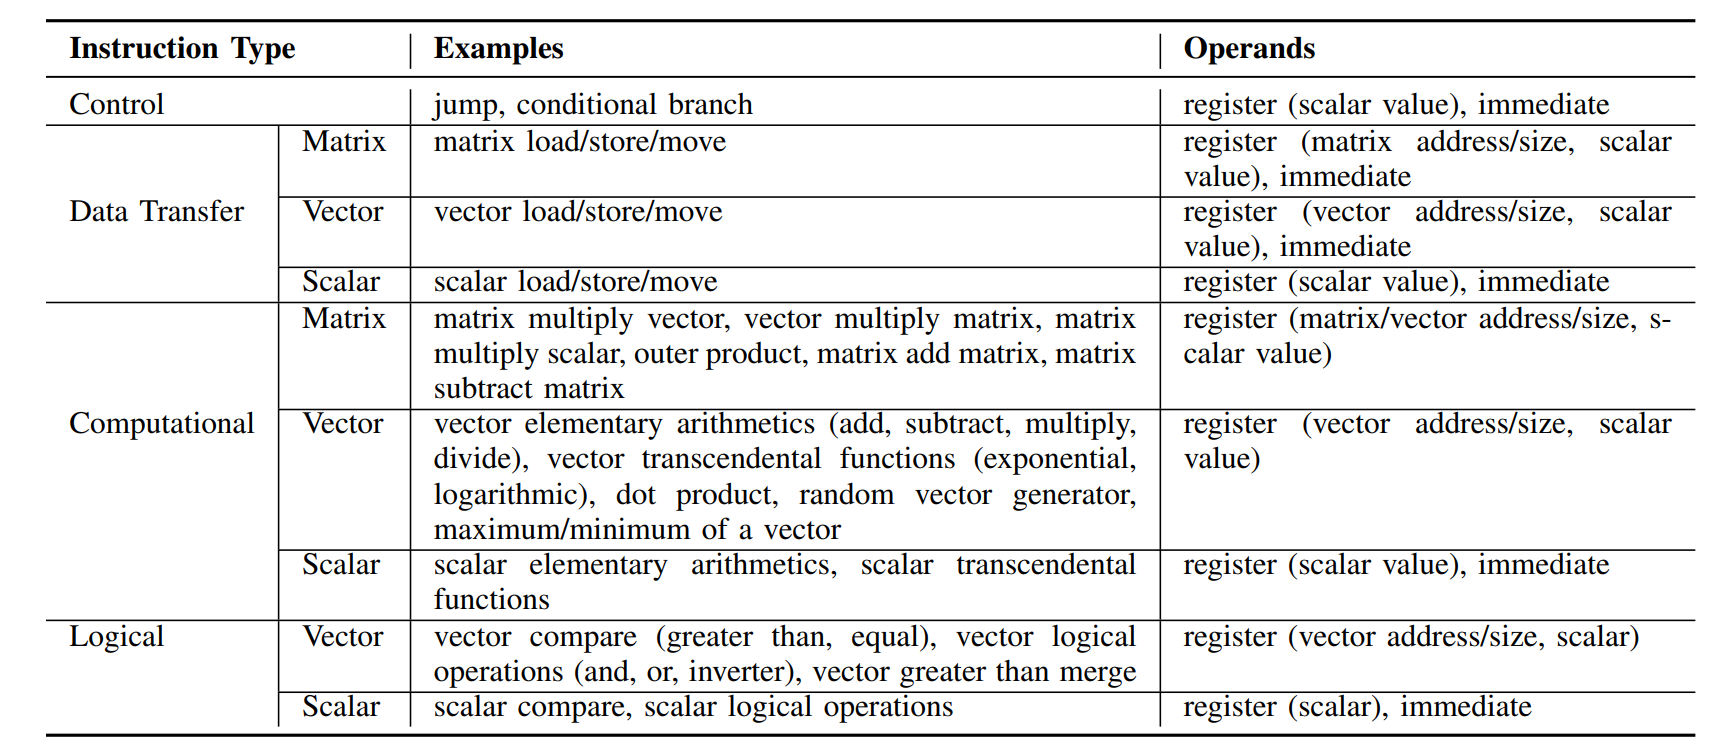 Instruction Type Examples Operands
Control jump, conditional branch register (scalar value), immediate
Matrix matrix load/store/move register (matrix address/size, scalar
value), immediate
Data Transfer Vector vector load/store/move register (vector address/size, scalar
value), immediate
Scalar scalar load/store/move register (scalar value), immediate
Matrix matrix multiply vector, vector multiply matrix, matrix register (matrix/vector address/size, s-
multiply scalar, outer product, matrix add matrix, matrix calar value)
subtract matrix
Computational Vector vector elementary arithmetics (add, subtract, multiply, register (vector address/size, scalar
divide), vector transcendental functions (exponential, value)
logarithmic), dot product, random vector generator,
maximum/minimum of a vector
Scalar scalar elementary arithmetics, scalar transcendental register (scalar value), immediate
functions
Logical Vector vector compare (greater than, equal), vector logical register (vector address/size, scalar)
operations (and, or, inverter), vector greater than merge
Scalar scalar compare, scalar logical operations register (scalar), immediate